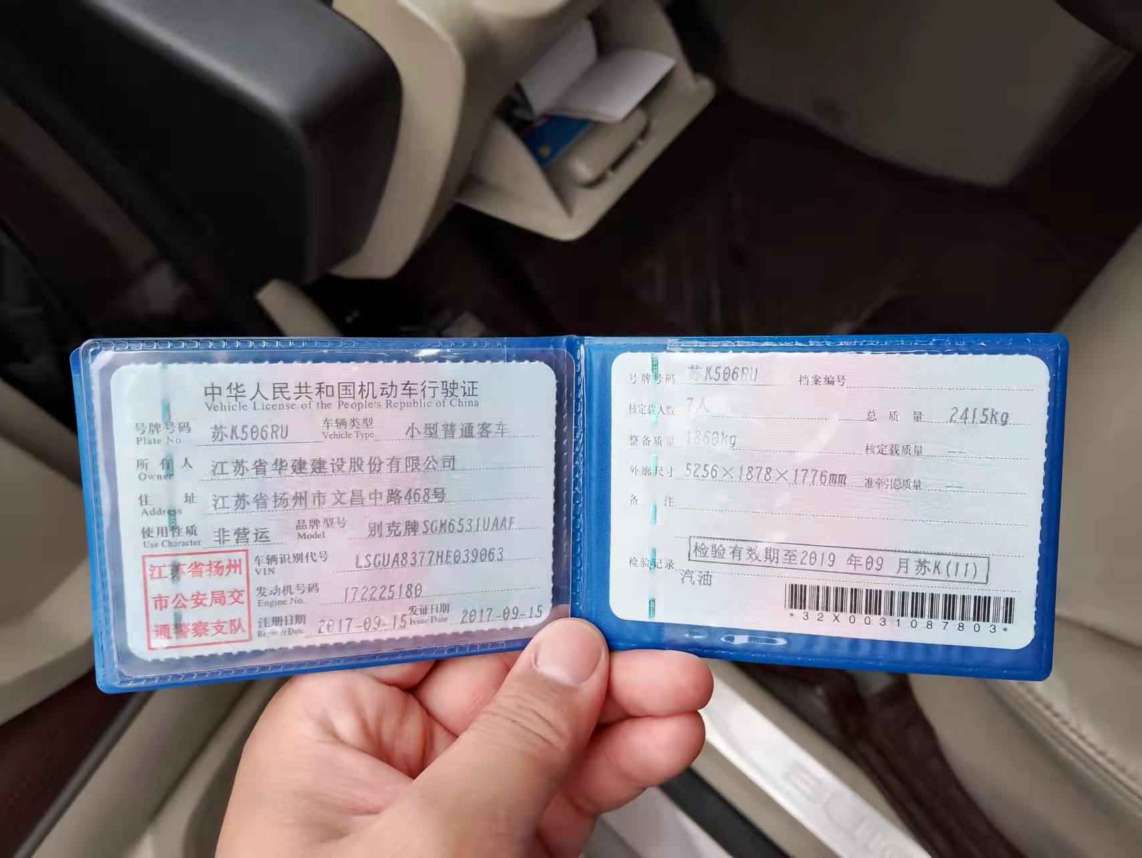 中华人民共和国机动车行驶证
Vehicle License of the People's Republic of China
号牌号码 苏K506RU 车辆类型 小型普通客车
Plate No. Vehicle Type
所有人 江苏省华建建设股份有限公司
Owner
住址 江苏省扬州市文昌中路468号
Address
使用性质 非营运 品牌型号 别克牌SGM6531UAAF
Use Character Model
江苏省扬州
市公安局交
通警察支队
车辆识别代号 LSGUA8377HE039063
VIN
发动机号码 172225180
Engine No.
注册日期 2017-09-15 发证日期 2017-09-15
Register Date Issue Date
号牌号码 苏K506RU 档案编号
核定载人数 7人 总质量 2415kg
整备质量 1860kg 核定载质量 --
外廓尺寸 5256×1878×1776mm 准牵引总质量 --
备注
检验记录 检验有效期至2019年09月苏K(11)
汽油
*32X0031087803*